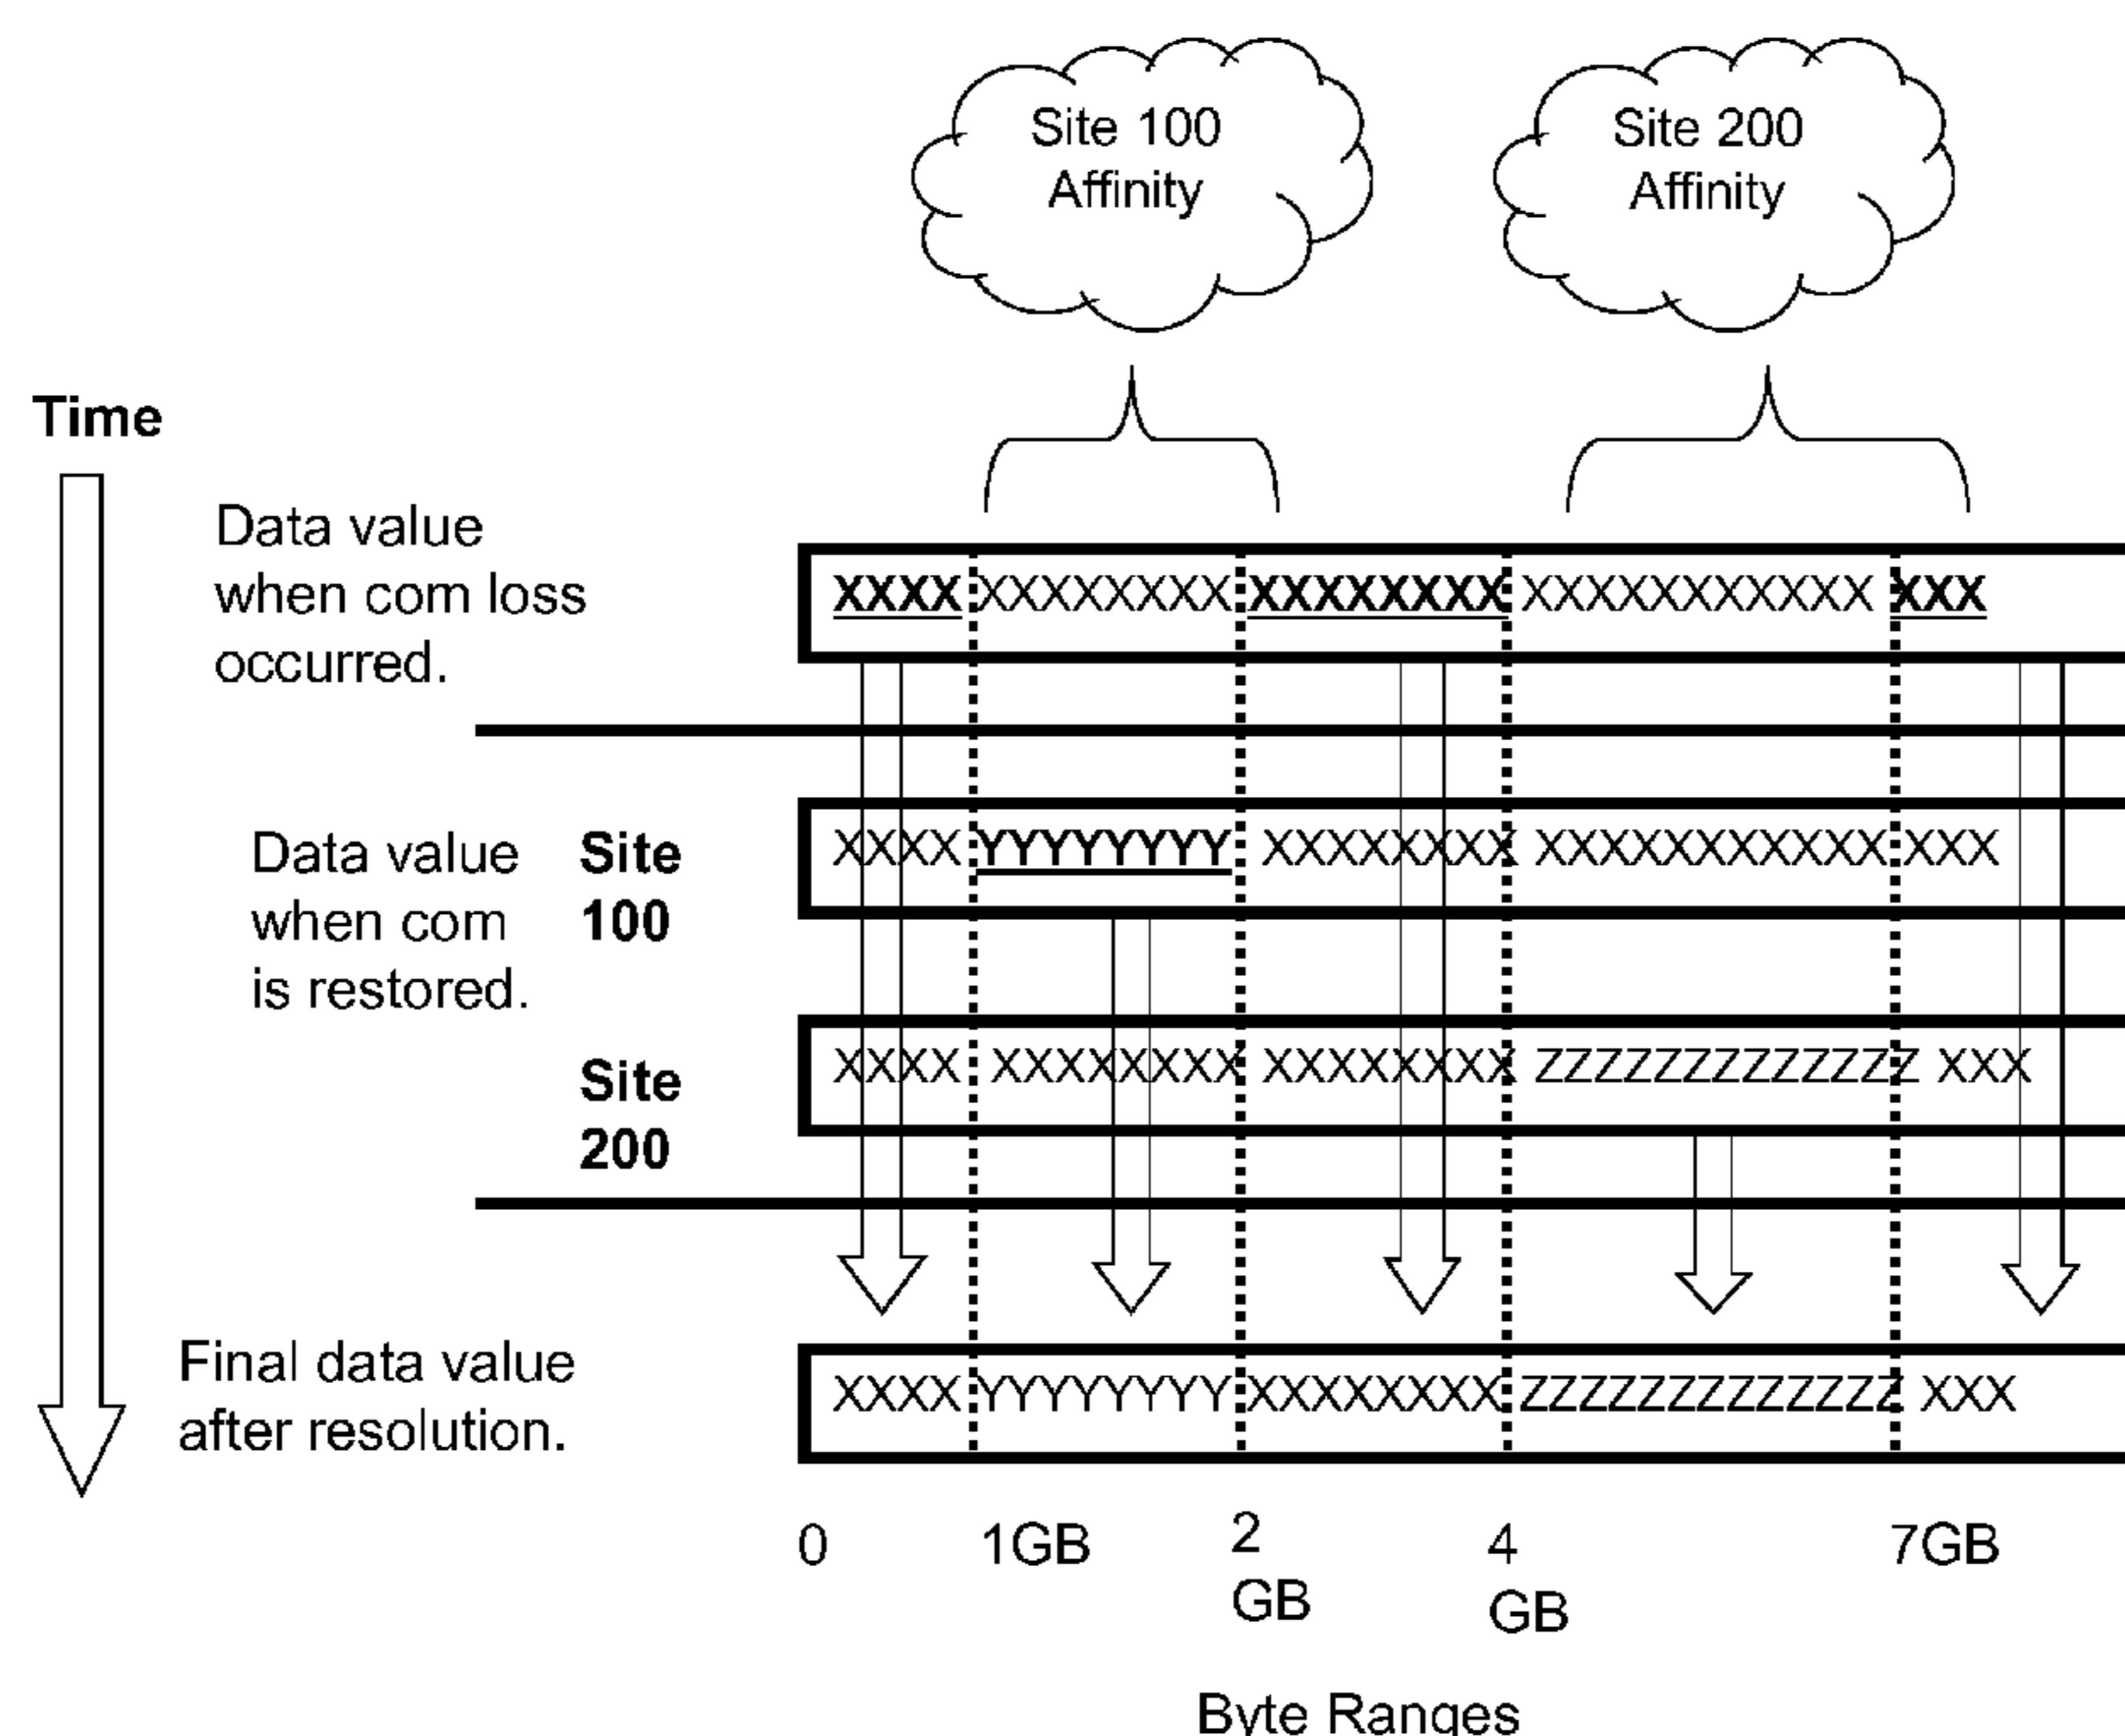 Site 100
Affinity
Site 200
Affinity
Time
Data value
when com loss
occurred.
XXXX XXXXXXXX XXXXXXXX XXXXXXXXXXX XXX
Data value
when com
is restored.
Site
100
XXXX YYYYYYYY XXXXXXXX XXXXXXXXXXX XXX
Site
200
XXXX XXXXXXXX XXXXXXXX ZZZZZZZZZZZZZ XXX
Final data value
after resolution.
XXXX YYYYYYYY XXXXXXXX ZZZZZZZZZZZZZ XXX
0
1GB
2
GB
4
GB
7GB
Byte Ranges